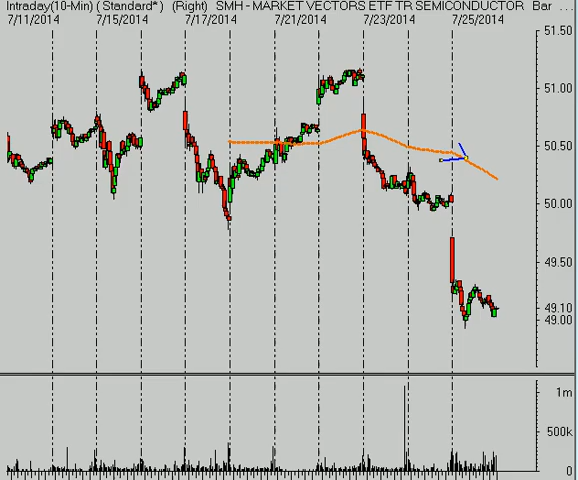 Intraday(10-Min) ( Standard* ) (Right) SMH - MARKET VECTORS ETF TR SEMICONDUCTOR Bar ...
7/11/2014 7/15/2014 7/17/2014 7/21/2014 7/23/2014 7/25/2014
51.50
51.00
50.50
50.00
49.50
49.10
49.00
1m
500k
0